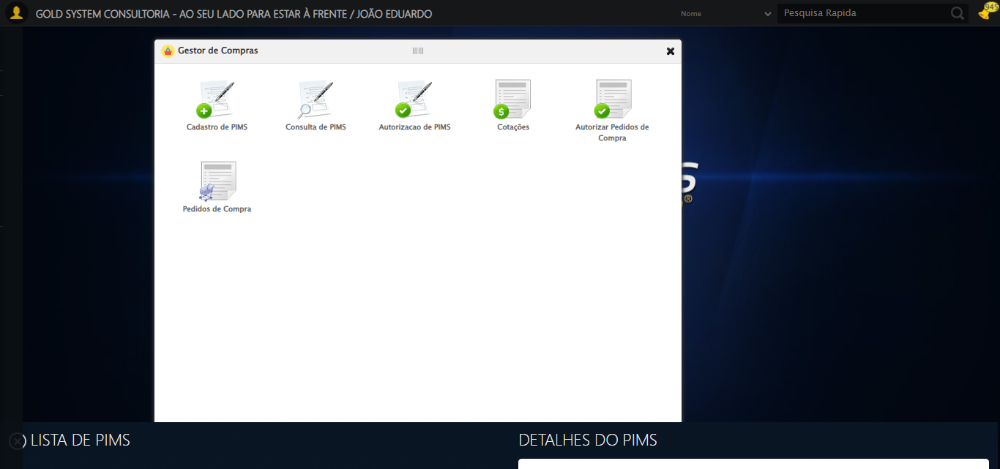 GOLD SYSTEM CONSULTORIA - AO SEU LADO PARA ESTAR À FRENTE / JOÃO EDUARDO
Nome
Pesquisa Rapida
945
Gestor de Compras
Cadastro de PIMS
Consulta de PIMS
Autorizacao de PIMS
Cotações
Autorizar Pedidos de
Compra
Pedidos de Compra
S
®
LISTA DE PIMS
DETALHES DO PIMS